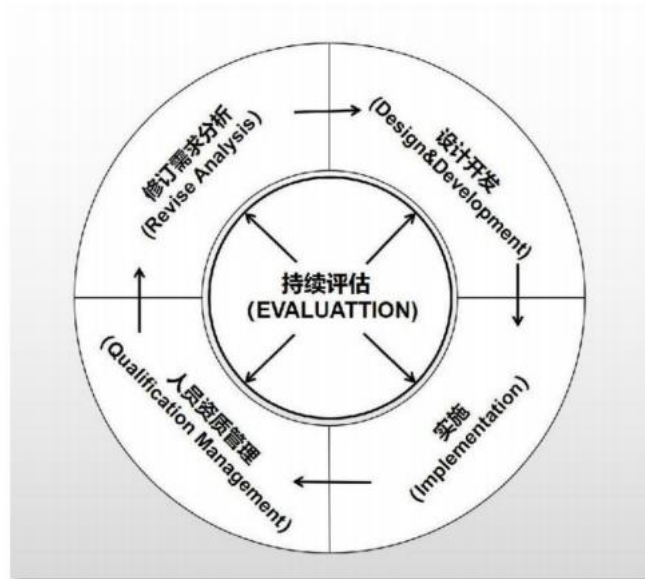 修订需求分析
(Revise Analysis)
设计开发
(Design&Development)
持续评估
(EVALUATTION)
人员资质管理
(Qualification Management)
实施
(Implementation)